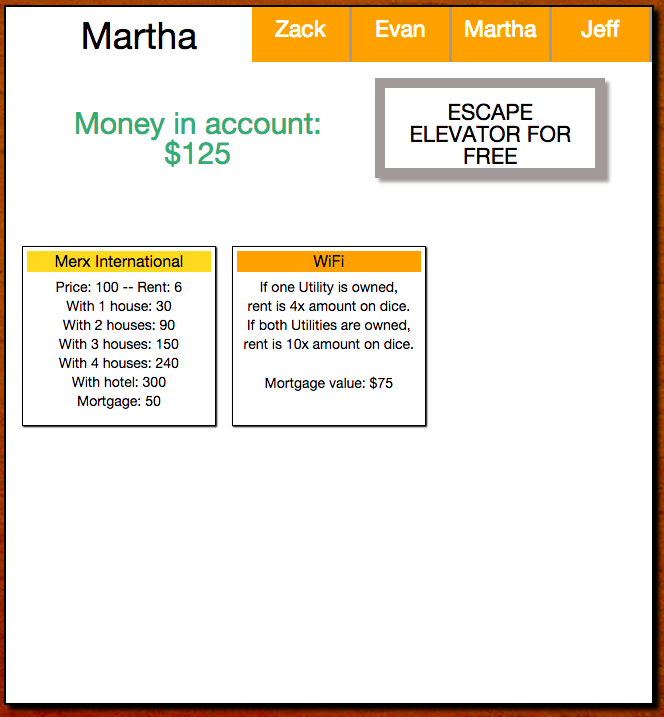 Martha
Zack
Evan
Martha
Jeff
Money in account:
$125
ESCAPE
ELEVATOR FOR
FREE
Merx International
Price: 100 -- Rent: 6
With 1 house: 30
With 2 houses: 90
With 3 houses: 150
With 4 houses: 240
With hotel: 300
Mortgage: 50
WiFi
If one Utility is owned,
rent is 4x amount on dice.
If both Utilities are owned,
rent is 10x amount on dice.
Mortgage value: $75